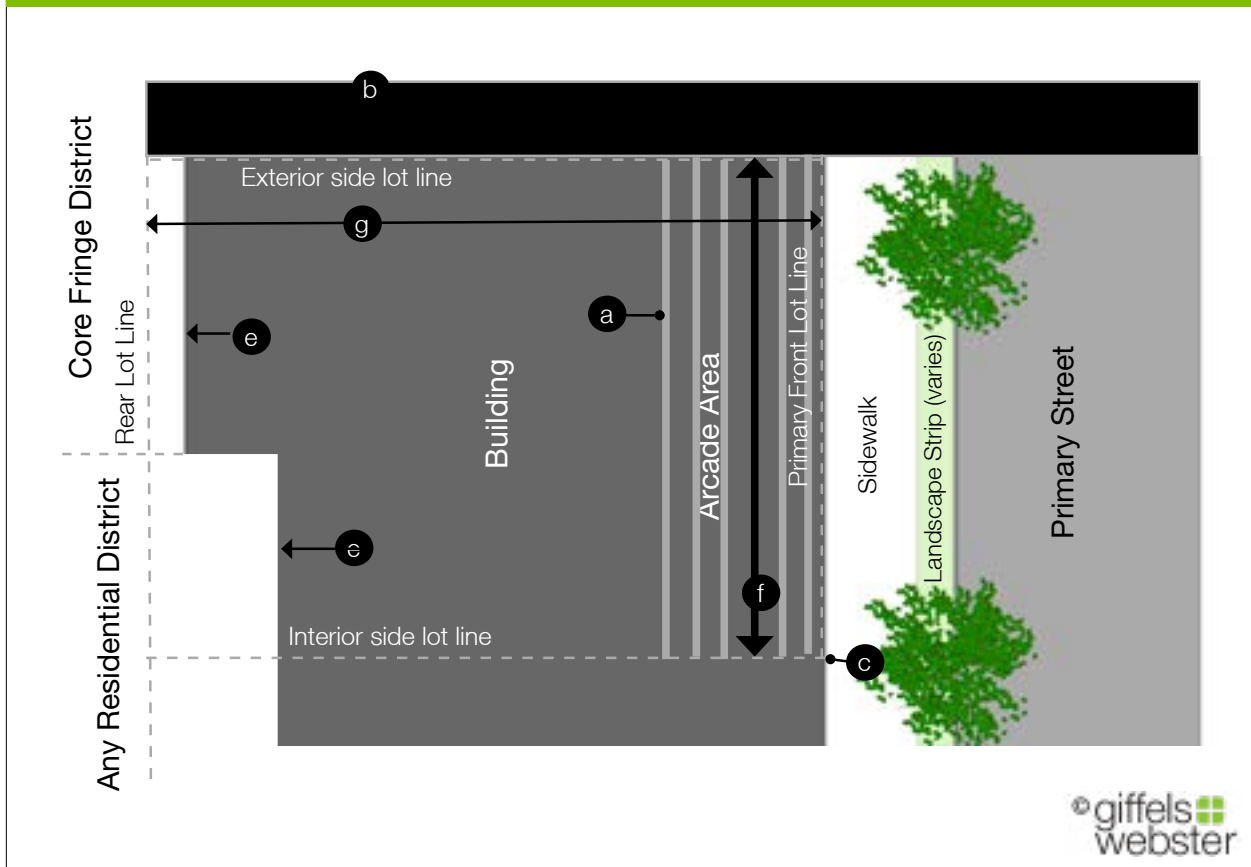 b
Exterior side lot line
g
Core Fringe District
Rear Lot Line
e
a
Building
Arcade Area
Primary Front Lot Line
Sidewalk
Landscape Strip (varies)
Primary Street
Any Residential District
e
f
Interior side lot line
c
© giffels
webster